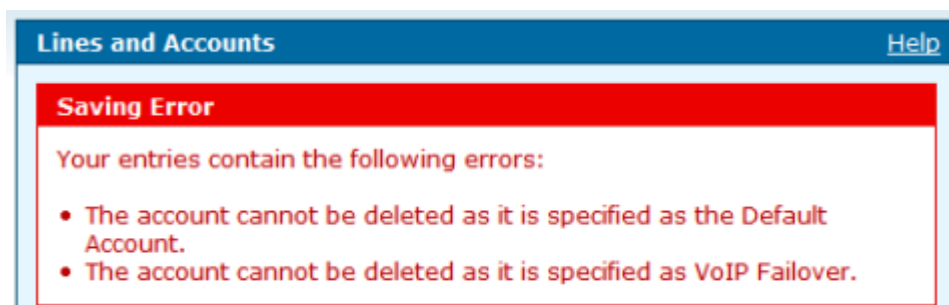 Lines and Accounts Help
Saving Error
Your entries contain the following errors:
• The account cannot be deleted as it is specified as the Default
Account.
• The account cannot be deleted as it is specified as VoIP Failover.